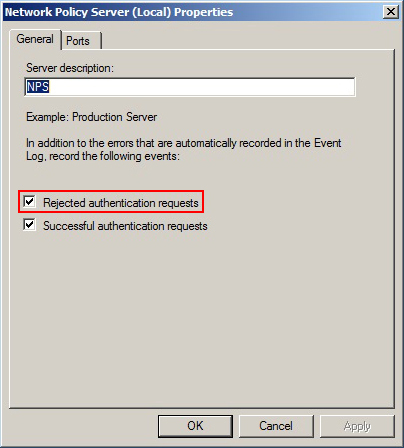 Network Policy Server (Local) Properties
General
Ports
Server description:
NPS
Example: Production Server
In addition to the errors that are automatically recorded in the Event
Log, record the following events:
Rejected authentication requests
Successful authentication requests
OK
Cancel
Apply